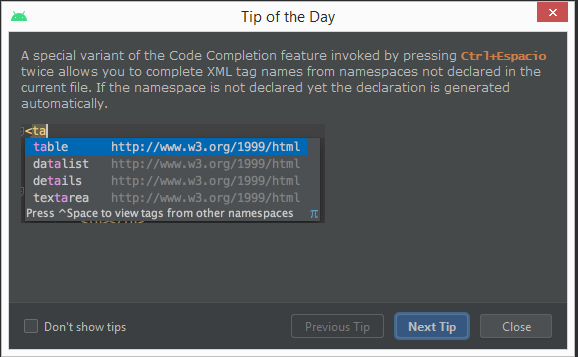 Tip of the Day
A special variant of the Code Completion feature invoked by pressing Ctrl+Espacio
twice allows you to complete XML tag names from namespaces not declared in the
current file. If the namespace is not declared yet the declaration is generated
automatically.
<ta
table http://www.w3.org/1999/html
datalist http://www.w3.org/1999/html
details http://www.w3.org/1999/html
textarea http://www.w3.org/1999/html
Press ^Space to view tags from other namespaces π
Don't show tips
Previous Tip
Next Tip
Close